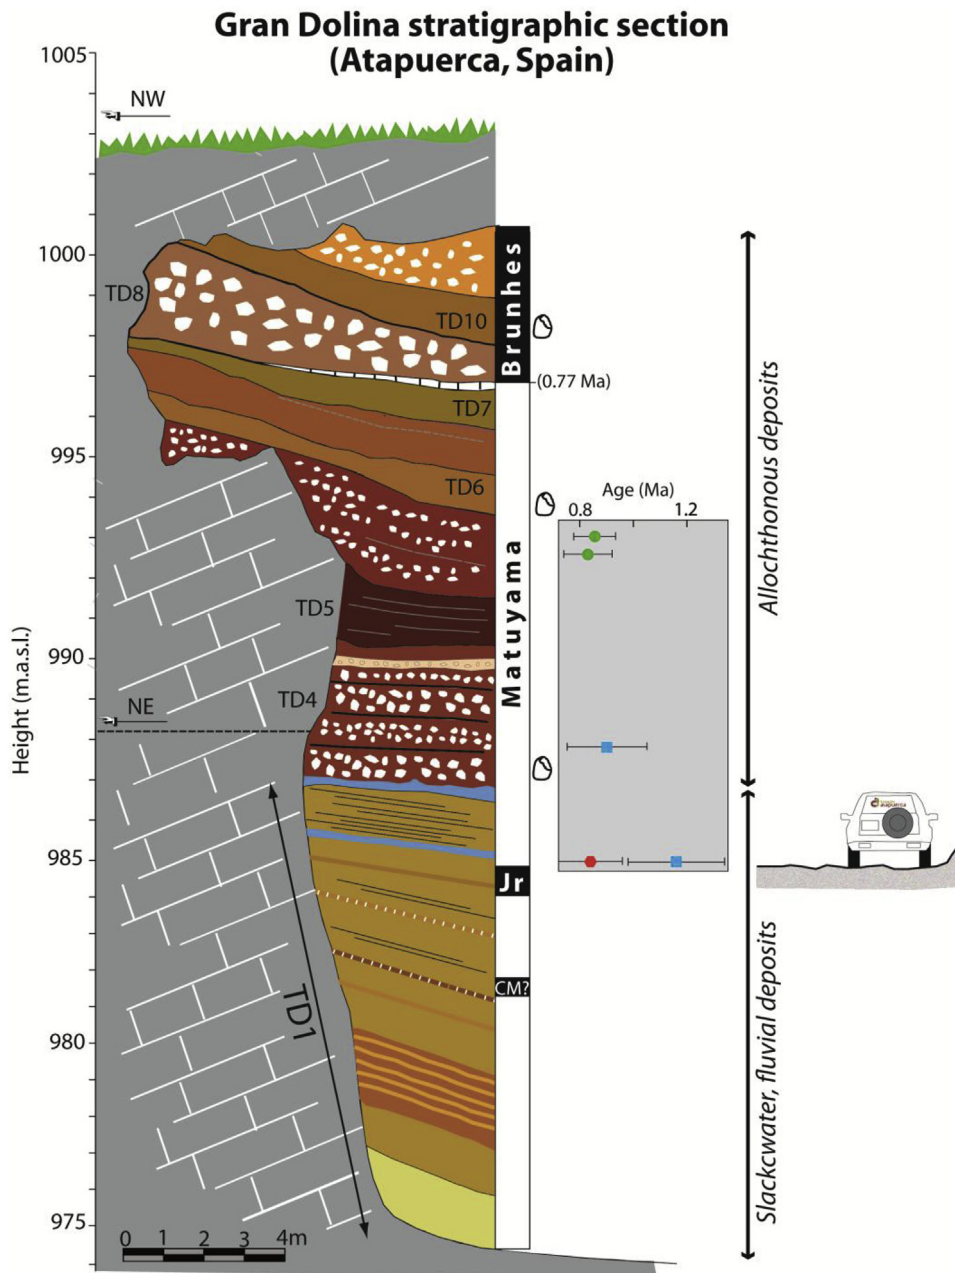 Gran Dolina stratigraphic section
(Atapuerca, Spain)
1005
NW
1000
TD8
TD10
Brunhes
(0.77 Ma)
TD7
995
TD6
Age (Ma)
0.8
1.2
Allochthonous deposits
TD5
Matuyama
990
TD4
Height (m.a.s.l.)
NE
atapuerca
985
Jr
TD1
CM?
980
Slackcwater, fluvial deposits
975
0 1 2 3 4m